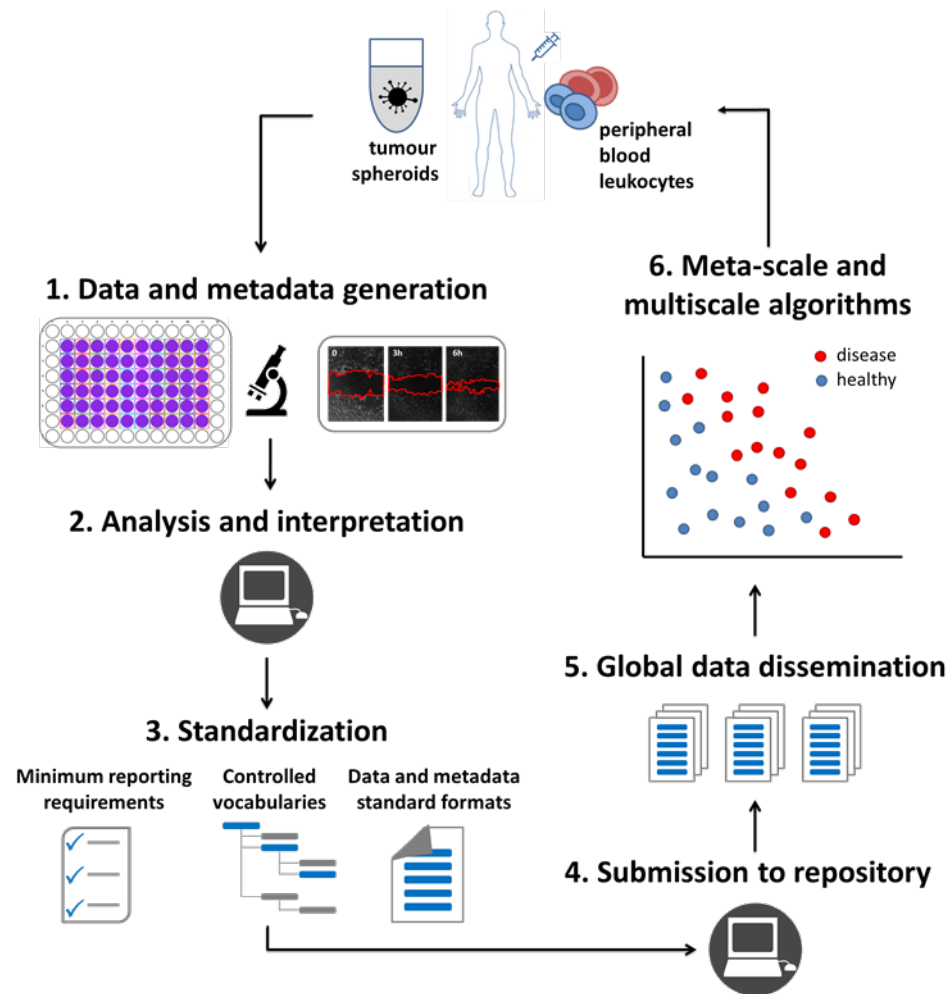 tumour
spheroids
peripheral
blood
leukocytes
1. Data and metadata generation
0
3h
6h
2. Analysis and interpretation
3. Standardization
Minimum reporting
requirements
Controlled
vocabularies
Data and metadata
standard formats
4. Submission to repository
5. Global data dissemination
6. Meta-scale and
multiscale algorithms
disease
healthy